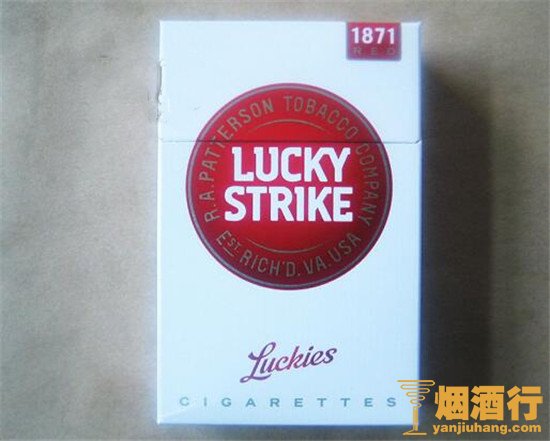 1871
RED
R.A. PATTERSON TOBACCO COMPANY
LUCKY
STRIKE
EST. RICH'D. VA. USA
Luckies
CIGARETTES
烟酒行
yanjiuhang.com